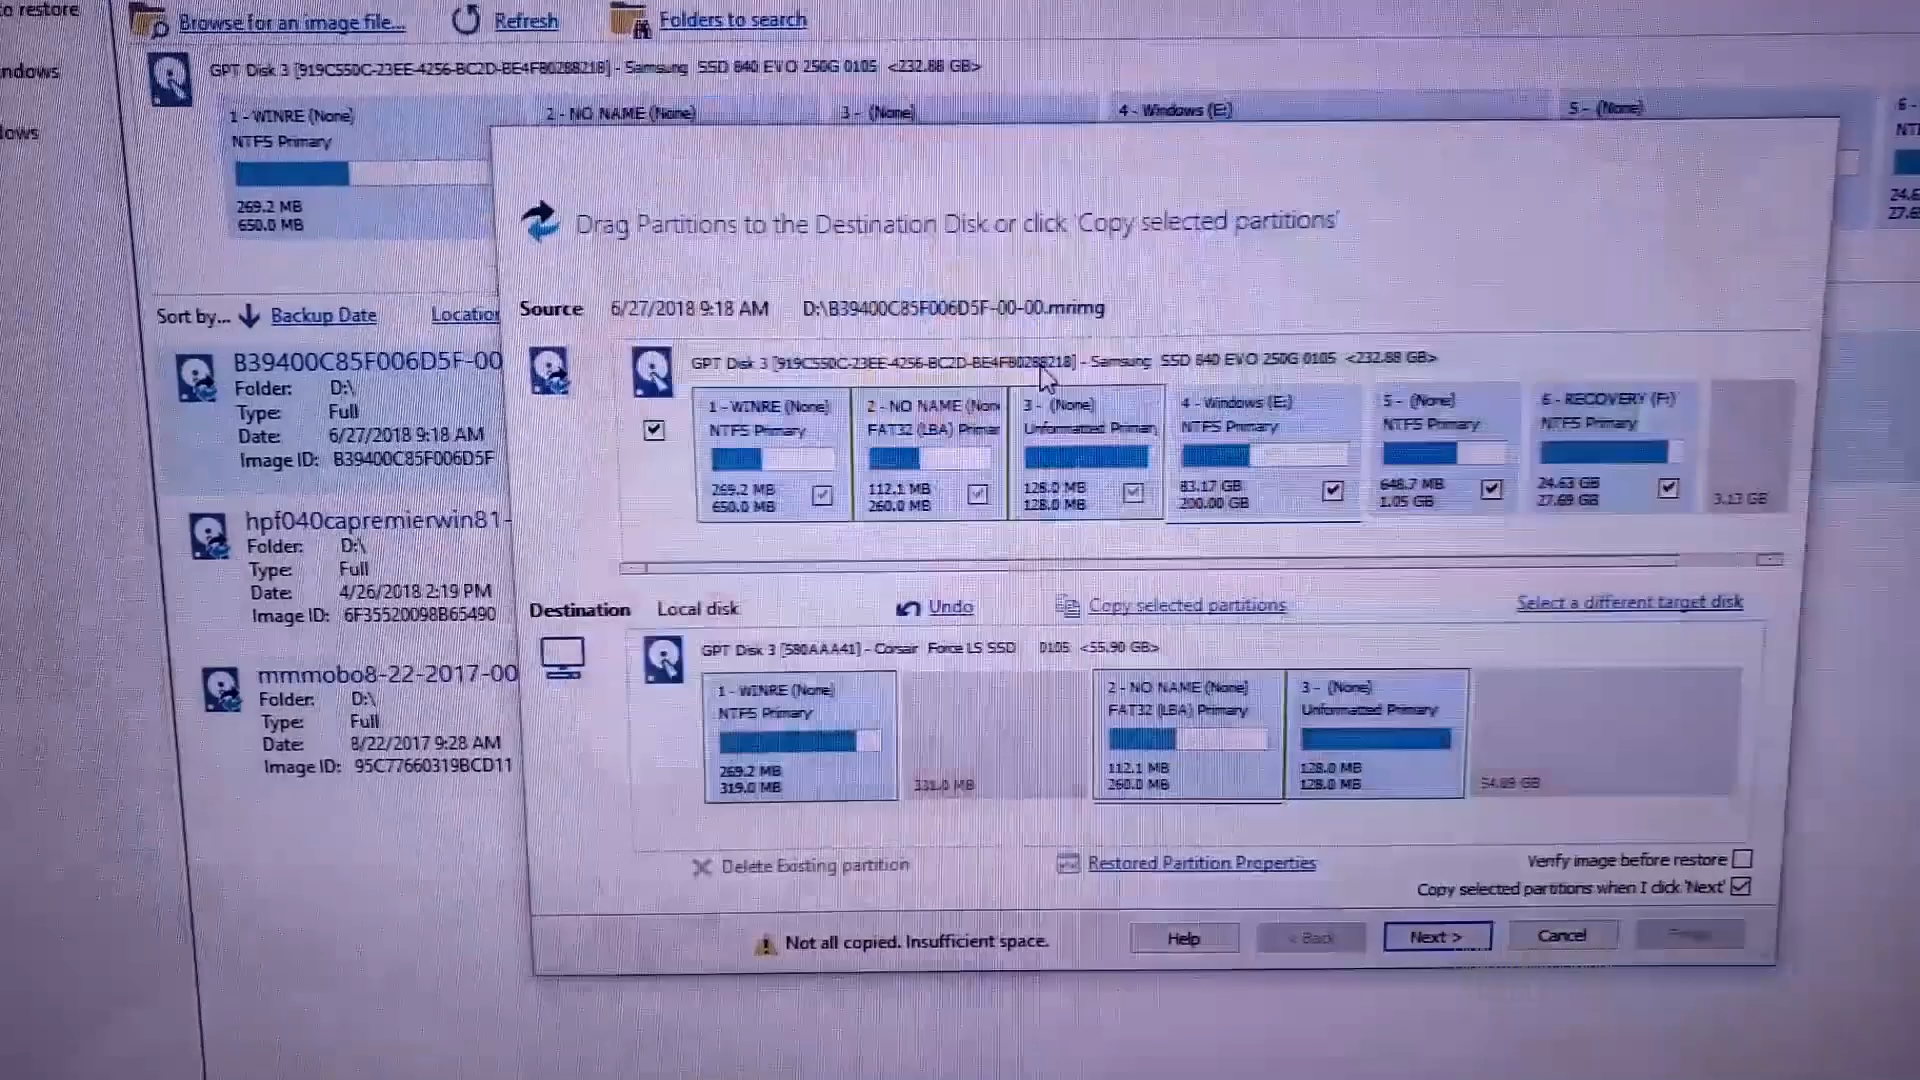 to restore
Browse for an image file...
Refresh
Folders to search
ndows
GPT Disk 3 [919C550C-23EE-4256-BC2D-BE4FB0288218] - Samsung SSD 840 EVO 250G 0105 <232.88 GB>
lows
1 - WINRE (None)
2 - NO NAME (None)
3 - (None)
4 - Windows (E:)
5 - (None)
6 -
NTFS Primary
269.2 MB
650.0 MB
Drag Partitions to the Destination Disk or click 'Copy selected partitions'
Sort by...
Backup Date
Location
Source
6/27/2018 9:18 AM
D:\B39400C85F006D5F-00-00.mrimg
B39400C85F006D5F-00
Folder: D:\
Type: Full
Date: 6/27/2018 9:18 AM
Image ID: B39400C85F006D5F
hpf040capremierwin81-
Folder: D:\
Type: Full
Date: 4/26/2018 2:19 PM
Image ID: 6F35520098B65490
mmmobo8-22-2017-00
Folder: D:\
Type: Full
Date: 8/22/2017 9:28 AM
Image ID: 95C77660319BCD11
GPT Disk 3 [919C550C-23EE-4256-BC2D-BE4FB0288218] - Samsung SSD 840 EVO 250G 0105 <232.88 GB>
1 - WINRE (None)
NTFS Primary
269.2 MB
650.0 MB
2 - NO NAME (Non
FAT32 (LBA) Primar
112.1 MB
260.0 MB
3 - (None)
Unformatted Primary
128.0 MB
128.0 MB
4 - Windows (E:)
NTFS Primary
83.17 GB
200.00 GB
5 - (None)
NTFS Primary
648.7 MB
1.05 GB
6 - RECOVERY (F:)
NTFS Primary
24.63 GB
27.69 GB
3.13 GB
Destination
Local disk
Undo
Copy selected partitions
Select a different target disk
GPT Disk 3 [580AAA41] - Corsair Force LS SSD 0105 <55.90 GB>
1 - WINRE (None)
NTFS Primary
269.2 MB
319.0 MB
331.0 MB
2 - NO NAME (None)
FAT32 (LBA) Primary
112.1 MB
260.0 MB
3 - (None)
Unformatted Primary
128.0 MB
128.0 MB
54.89 GB
Delete Existing partition
Restored Partition Properties
Verify image before restore
Copy selected partitions when I click 'Next'
Not all copied. Insufficient space.
Help
< Back
Next >
Cancel